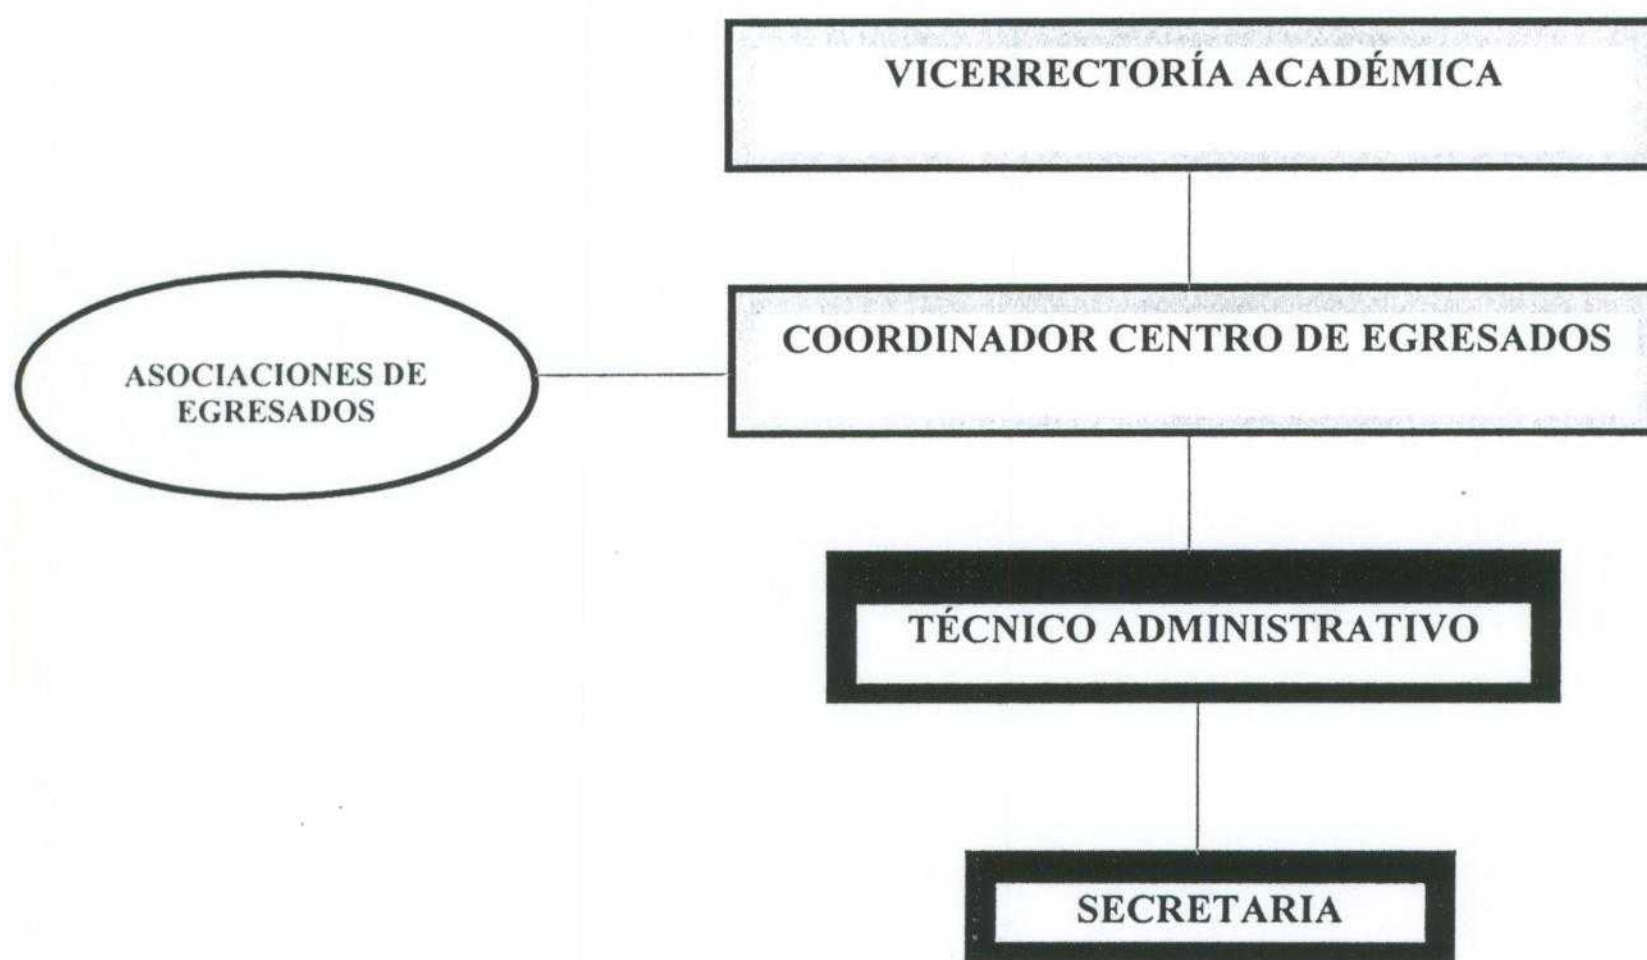 VICERRECTORÍA ACADÉMICA
COORDINADOR CENTRO DE EGRESADOS
ASOCIACIONES DE
EGRESADOS
TÉCNICO ADMINISTRATIVO
SECRETARIA